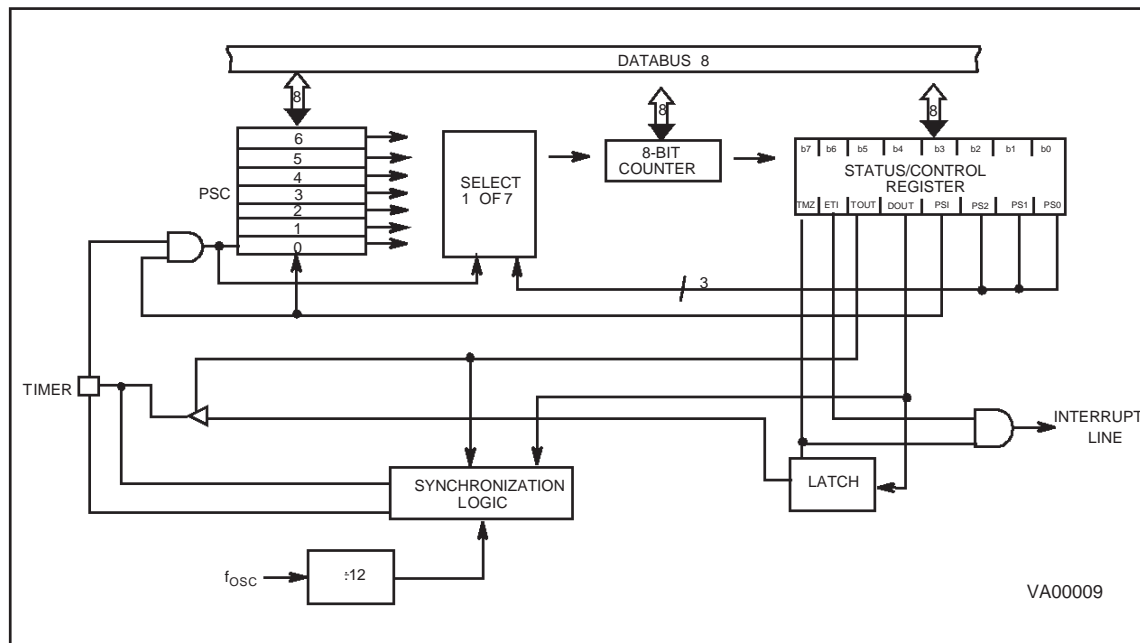 DATABUS 8
8
8
8
6
5
4
3
2
1
0
PSC
SELECT
1 OF 7
8-BIT
COUNTER
b7 b6 b5 b4 b3 b2 b1 b0
STATUS/CONTROL
REGISTER
TMZ ETI TOUT DOUT PSI PS2 PS1 PS0
3
TIMER
INTERRUPT
LINE
SYNCHRONIZATION
LOGIC
LATCH
fOSC
÷12
VA00009